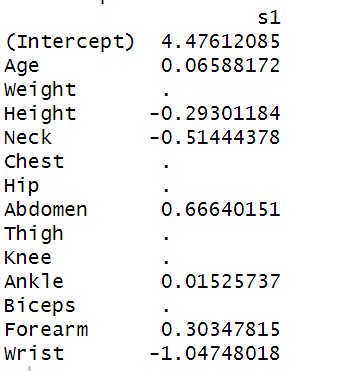 s1
(Intercept) 4.47612085
Age 0.06588172
Weight .
Height -0.29301184
Neck -0.51444378
Chest .
Hip .
Abdomen 0.66640151
Thigh .
Knee .
Ankle 0.01525737
Biceps .
Forearm 0.30347815
Wrist -1.04748018